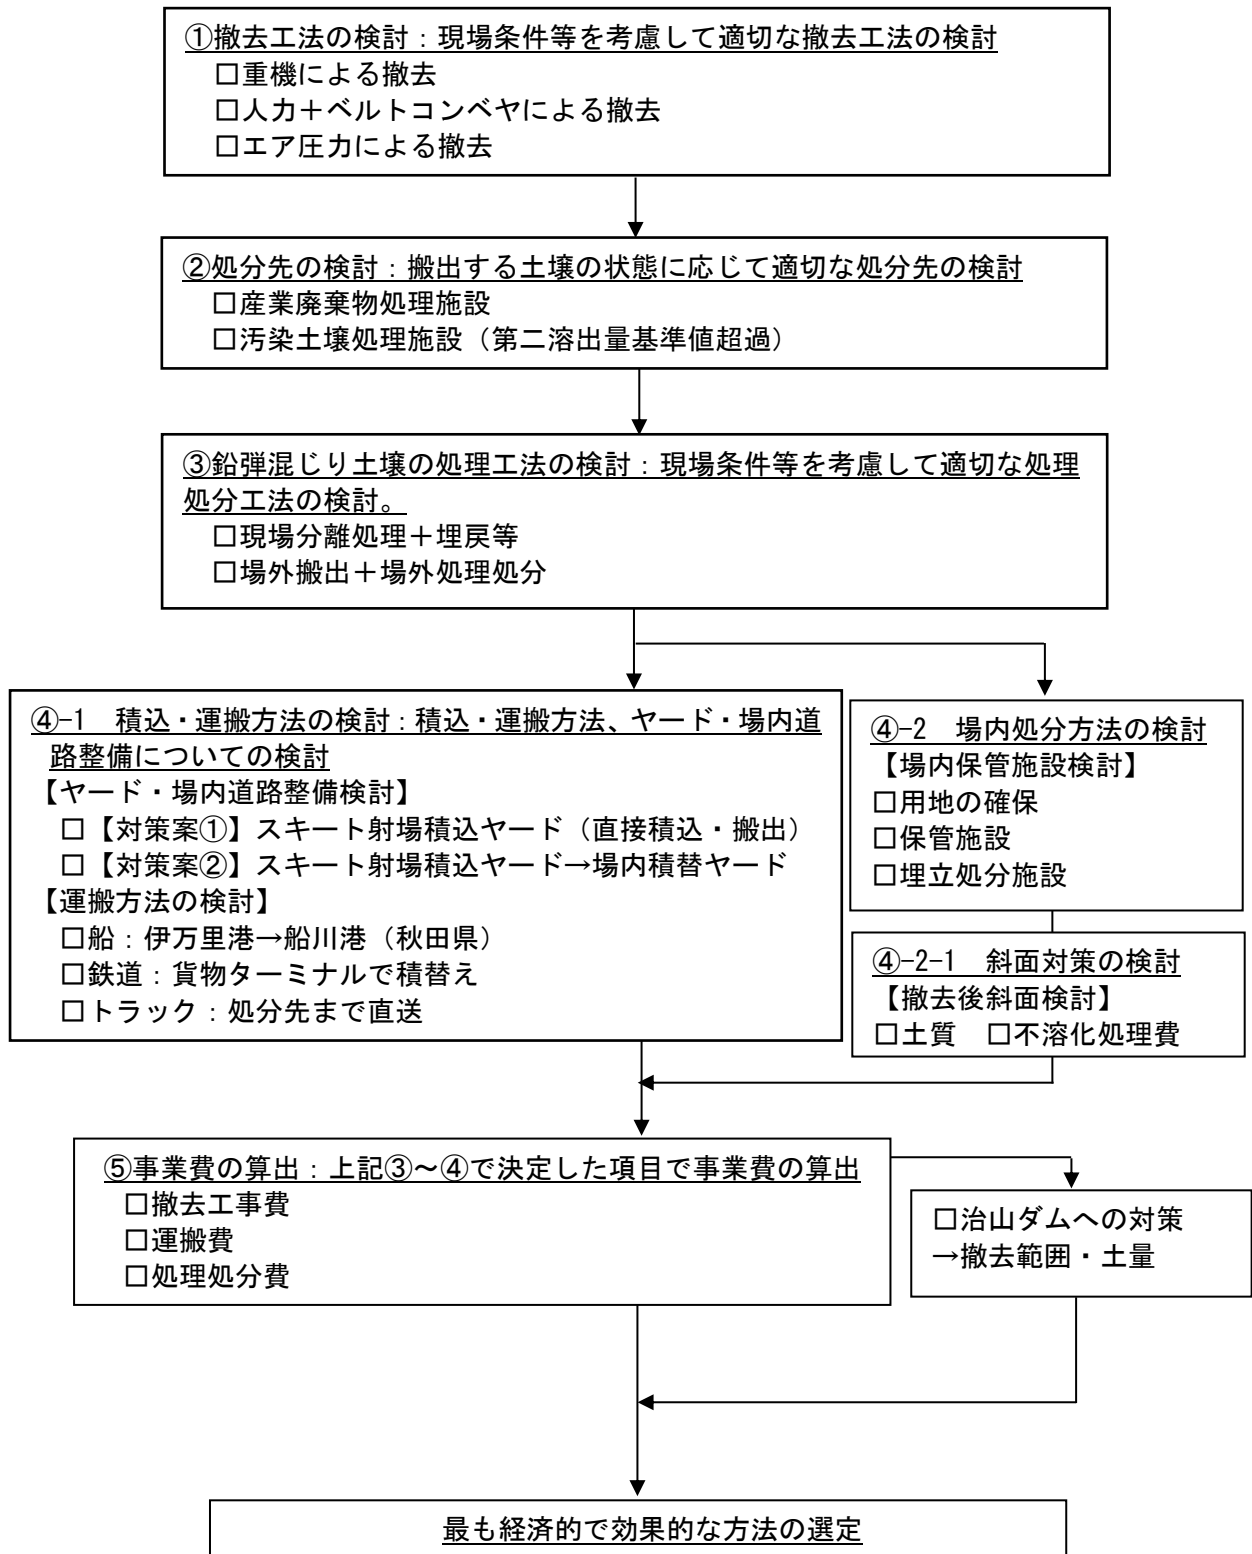 ①撤去工法の検討：現場条件等を考慮して適切な撤去工法の検討
□重機による撤去
□人力＋ベルトコンベヤによる撤去
□エア圧力による撤去
②処分先の検討：搬出する土壌の状態に応じて適切な処分先の検討
□産業廃棄物処理施設
□汚染土壌処理施設（第二溶出量基準値超過）
③鉛弾混じり土壌の処理工法の検討：現場条件等を考慮して適切な処理
処分工法の検討。
□現場分離処理＋埋戻等
□場外搬出＋場外処理処分
④-1　積込・運搬方法の検討：積込・運搬方法、ヤード・場内道
路整備についての検討
【ヤード・場内道路整備検討】
□【対策案①】スキート射場積込ヤード（直接積込・搬出）
□【対策案②】スキート射場積込ヤード→場内積替ヤード
【運搬方法の検討】
□船：伊万里港→船川港（秋田県）
□鉄道：貨物ターミナルで積替え
□トラック：処分先まで直送
④-2　場内処分方法の検討
【場内保管施設検討】
□用地の確保
□保管施設
□埋立処分施設
④-2-1　斜面対策の検討
【撤去後斜面検討】
□土質　□不溶化処理費
⑤事業費の算出：上記③～④で決定した項目で事業費の算出
□撤去工事費
□運搬費
□処理処分費
□治山ダムへの対策
→撤去範囲・土量
最も経済的で効果的な方法の選定